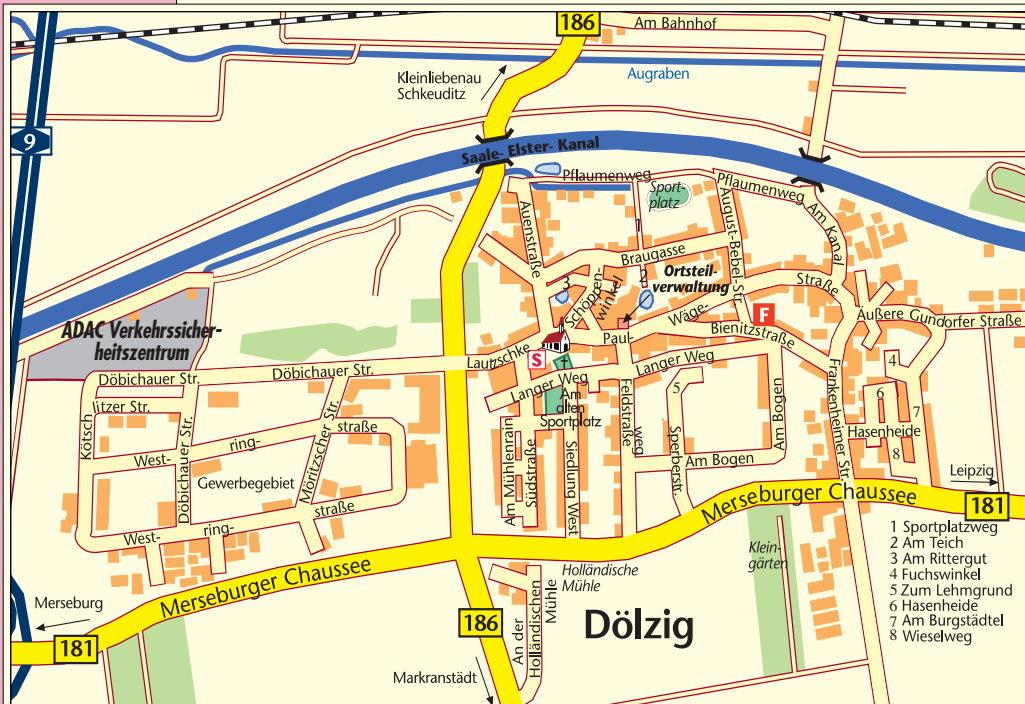 186
Am Bahnhof
Augraben
Kleinliebenau
Schkeuditz
9
Saale-Elster-Kanal
Pflaumenweg
Sport-
platz
Pflaumenweg
Am Kanal
Auenstraße
1
August-Bebel-Str.
Braugasse
2
3
Schöppen-
winkel
Ortsteil-
verwaltung
Straße
Wäge-
Paul-
F
Bienitzstraße
Äußere Gundorfer Straße
ADAC Verkehrssicher-
heitszentrum
Lautzschke
S
Langer Weg
Langer Weg
Döbichauer Str.
Döbichauer Str.
litzer Str.
Kötsch
Döbichauer Str.
Möritzscher Str.
West-
ring-
straße
Gewerbegebiet
West-
ring-
straße
Am
alten
Sportplatz
Am Mühlenrain
Südstraße
Siedlung West
Feldstraße
weg
5
Sperberstr.
Am Bogen
Am Bogen
Frankenheimer Str.
4
6
7
Hasenheide
8
Leipzig
181
Merseburger Chaussee
Merseburger Chaussee
Merseburg
181
186
Markranstädt
An der
Holländischen
Mühle
Holländische
Mühle
Klein-
gärten
Dölzig
1 Sportplatzweg
2 Am Teich
3 Am Rittergut
4 Fuchswinkel
5 Zum Lehmgrund
6 Hasenheide
7 Am Burgstädtel
8 Wieselweg